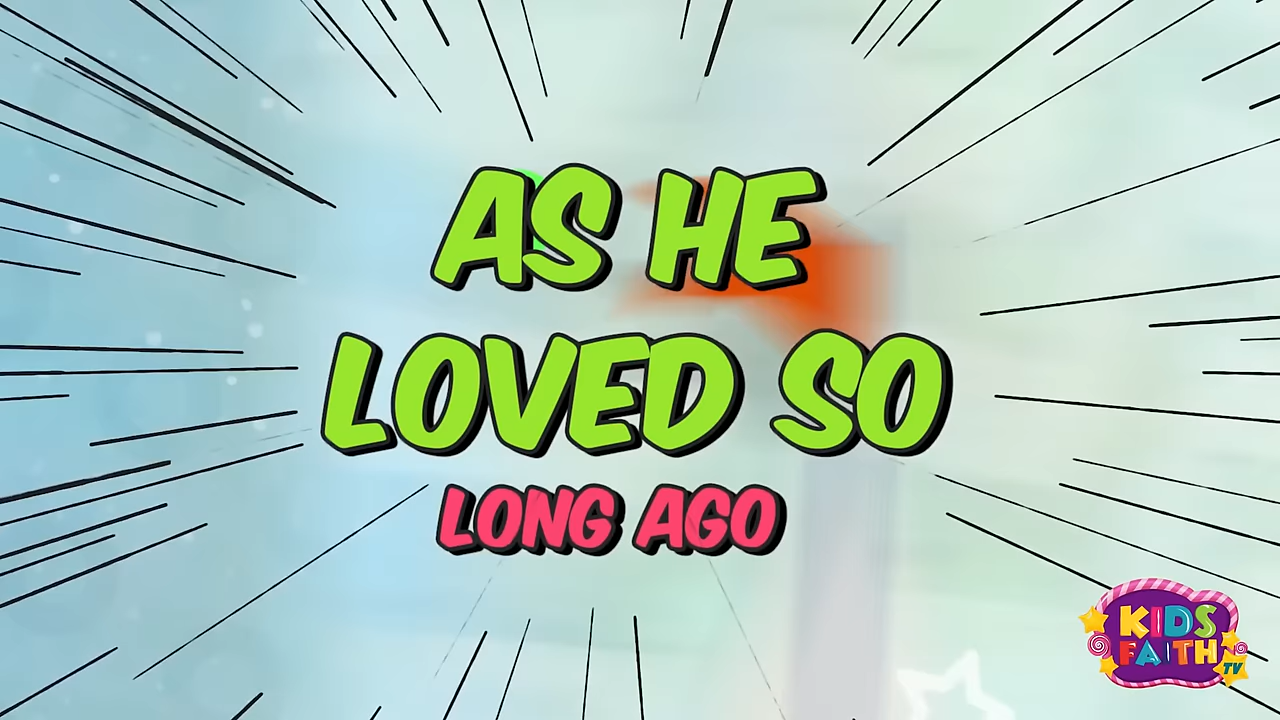 AS HE
LOVED SO
LONG AGO
KIDS
FAITH
TV